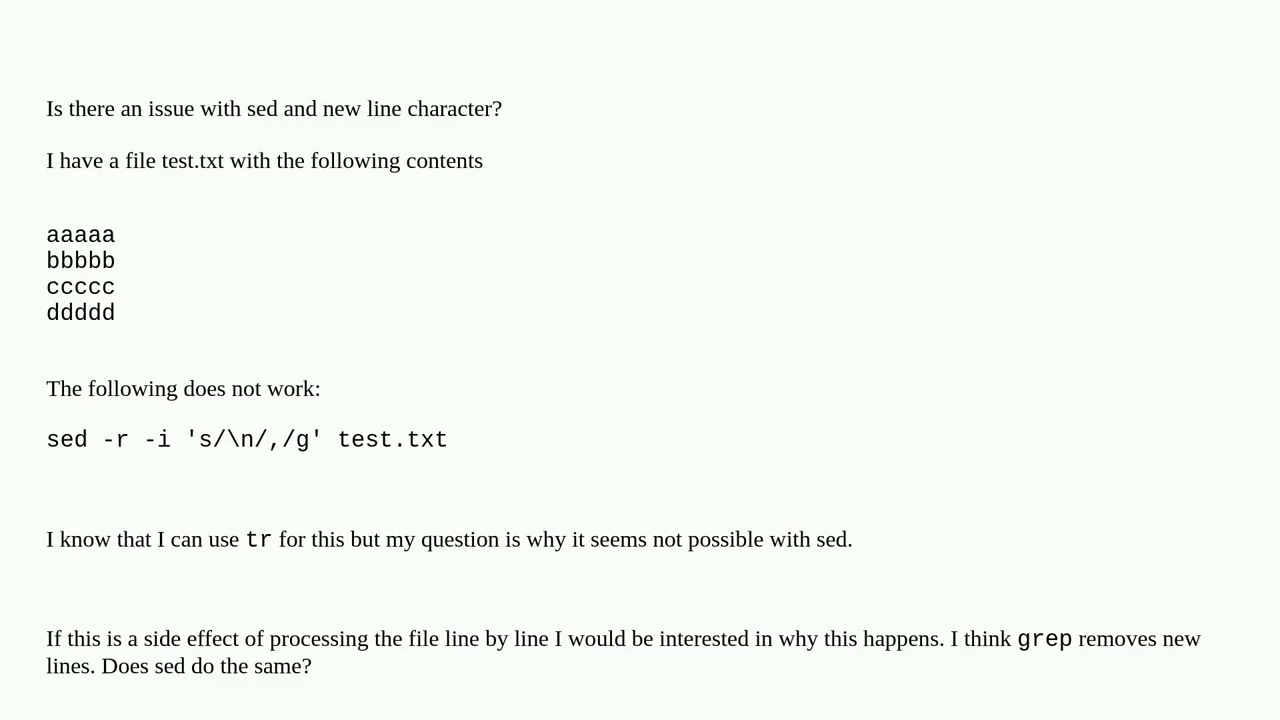 Is there an issue with sed and new line character?
I have a file test.txt with the following contents
aaaaa
bbbbb
ccccc
ddddd
The following does not work:
sed -r -i 's/\n/,/g' test.txt
I know that I can use tr for this but my question is why it seems not possible with sed.
If this is a side effect of processing the file line by line I would be interested in why this happens. I think grep removes new
lines. Does sed do the same?